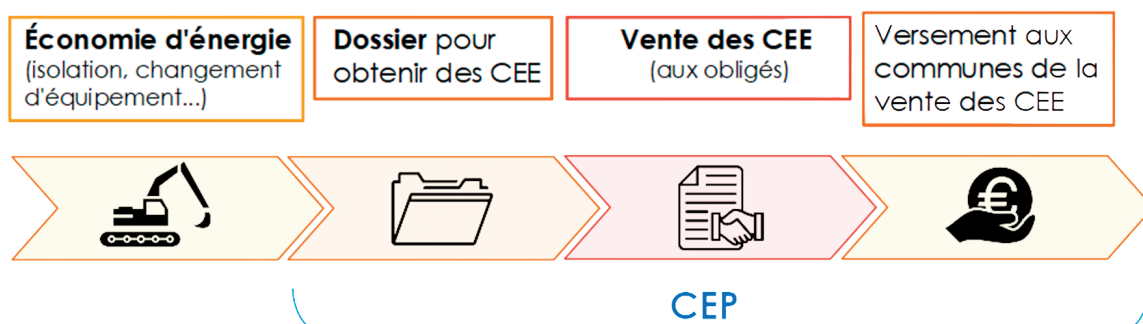 Économie d'énergie
(isolation, changement
d'équipement...)
Dossier pour
obtenir des CEE
Vente des CEE
(aux obligés)
Versement aux
communes de la
vente des CEE
CEP